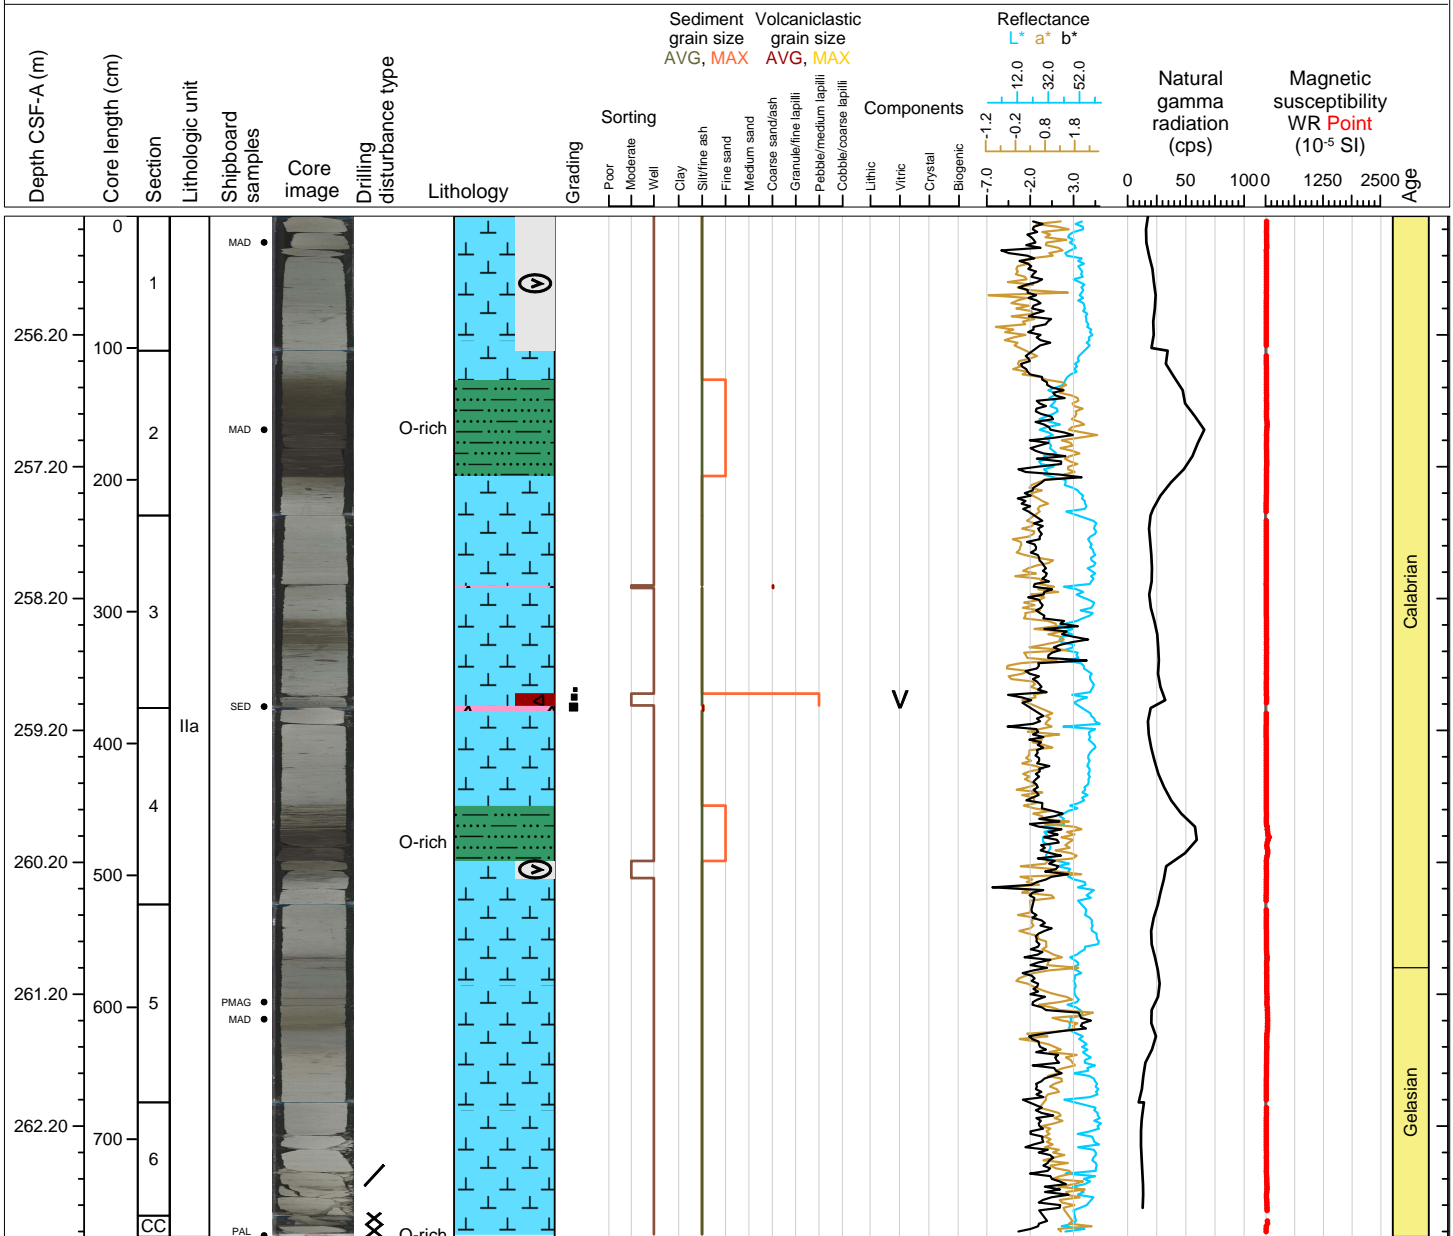 Depth CSF-A (m)
Core length (cm)
Section
Lithologic unit
Shipboard
samples
Core
image
Drilling
disturbance type
Lithology
Grading
Sorting
Poor
Moderate
Well
Sediment
grain size
AVG, MAX
Volcaniclastic
grain size
AVG, MAX
Clay
Silt/fine ash
Fine sand
Medium sand
Coarse sand/ash
Granule/fine lapilli
Pebble/medium lapilli
Cobble/coarse lapilli
Components
Lithic
Vitric
Crystal
Biogenic
Reflectance
L* a* b*
12.0 32.0 52.0
-1.2 -0.2 0.8 1.8
-7.0 -2.0 3.0
Natural
gamma
radiation
(cps)
0 50 100
Magnetic
susceptibility
WR Point
(10-5 SI)
0 1250 2500
Age
0
MAD
1
256.20
100
O-rich
MAD
2
257.20
200
258.20
300
3
Calabrian
SED
V
IIa
259.20
400
4
O-rich
260.20
500
261.20
600
5
PMAG
MAD
262.20
700
6
Gelasian
CC
PAL
O-rich